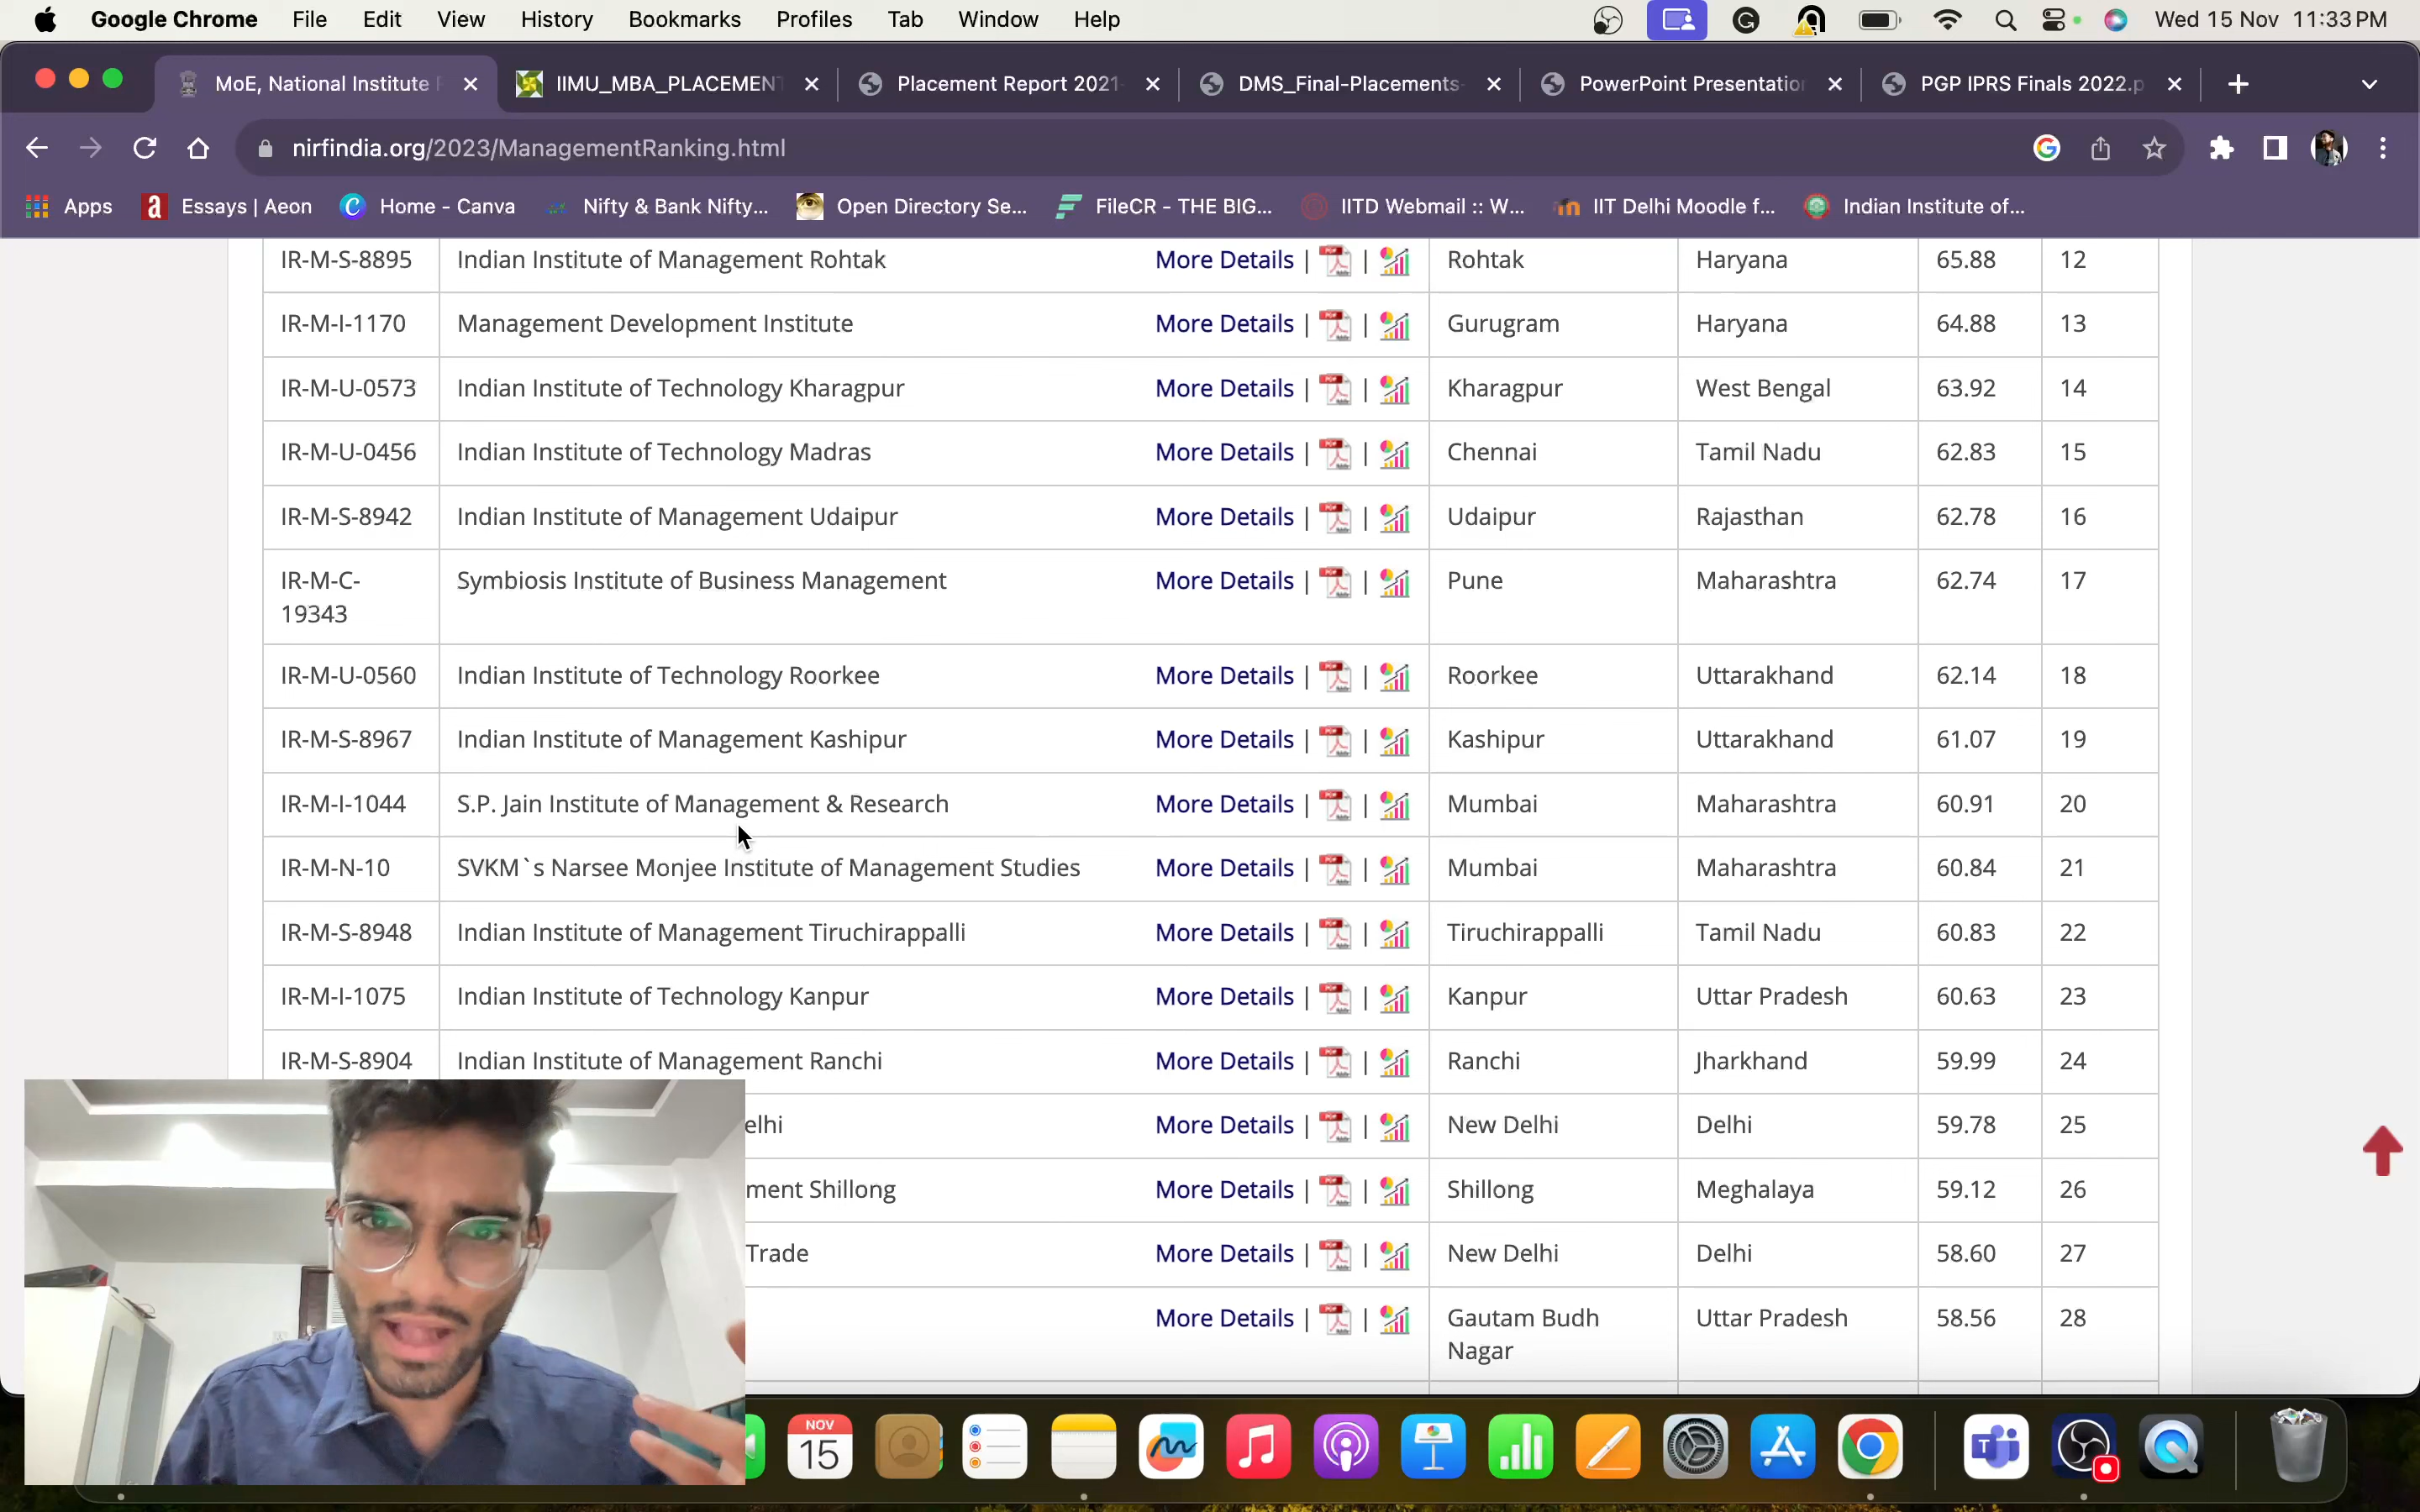 Google Chrome File Edit View History Bookmarks Profiles Tab Window Help Wed 15 Nov 11:33 PM
MoE, National Institute IIMU_MBA_PLACEMEN Placement Report 2021- DMS_Final-Placements- PowerPoint Presentation PGP IPRS Finals 2022.p
nirfindia.org/2023/ManagementRanking.html
Apps Essays | Aeon Home - Canva Nifty & Bank Nifty... Open Directory Se... FileCR - THE BIG... IITD Webmail :: W... IIT Delhi Moodle f... Indian Institute of...
IR-M-S-8895 Indian Institute of Management Rohtak More Details | | Rohtak Haryana 65.88 12
IR-M-I-1170 Management Development Institute More Details | | Gurugram Haryana 64.88 13
IR-M-U-0573 Indian Institute of Technology Kharagpur More Details | | Kharagpur West Bengal 63.92 14
IR-M-U-0456 Indian Institute of Technology Madras More Details | | Chennai Tamil Nadu 62.83 15
IR-M-S-8942 Indian Institute of Management Udaipur More Details | | Udaipur Rajasthan 62.78 16
IR-M-C- Symbiosis Institute of Business Management More Details | | Pune Maharashtra 62.74 17
19343
IR-M-U-0560 Indian Institute of Technology Roorkee More Details | | Roorkee Uttarakhand 62.14 18
IR-M-S-8967 Indian Institute of Management Kashipur More Details | | Kashipur Uttarakhand 61.07 19
IR-M-I-1044 S.P. Jain Institute of Management & Research More Details | | Mumbai Maharashtra 60.91 20
IR-M-N-10 SVKM`s Narsee Monjee Institute of Management Studies More Details | | Mumbai Maharashtra 60.84 21
IR-M-S-8948 Indian Institute of Management Tiruchirappalli More Details | | Tiruchirappalli Tamil Nadu 60.83 22
IR-M-I-1075 Indian Institute of Technology Kanpur More Details | | Kanpur Uttar Pradesh 60.63 23
IR-M-S-8904 Indian Institute of Management Ranchi More Details | | Ranchi Jharkhand 59.99 24
elhi More Details | | New Delhi Delhi 59.78 25
ment Shillong More Details | | Shillong Meghalaya 59.12 26
Trade More Details | | New Delhi Delhi 58.60 27
More Details | | Gautam Budh Uttar Pradesh 58.56 28
Nagar
NOV
15